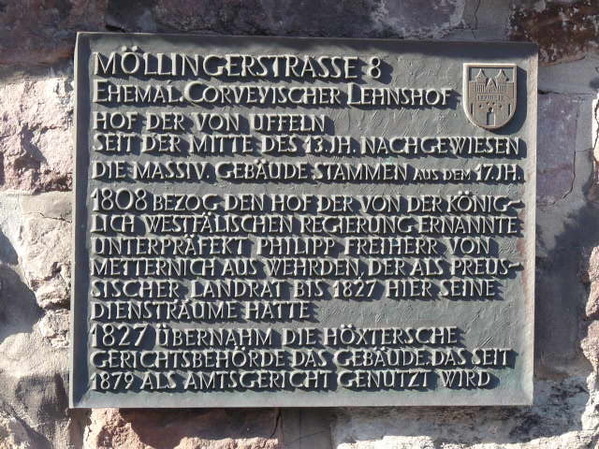 MÖLLINGERSTRASSE 8
EHEMAL. CORVEYISCHER LEHNSHOF
HOF DER VON UFFELN
SEIT DER MITTE DES 13.JH. NACHGEWIESEN
DIE MASSIV. GEBÄUDE STAMMEN AUS DEM 17.JH.
1808 BEZOG DEN HOF DER VON DER KÖNIG-
LICH WESTFÄLISCHEN REGIERUNG ERNANNTE
UNTERPRÄFEKT PHILIPP FREIHERR VON
METTERNICH AUS WEHRDEN, DER ALS PREUS-
SISCHER LANDRAT BIS 1827 HIER SEINE
DIENSTRÄUME HATTE
1827 ÜBERNAHM DIE HÖXTERSCHE
GERICHTSBEHÖRDE DAS GEBÄUDE, DAS SEIT
1879 ALS AMTSGERICHT GENUTZT WIRD